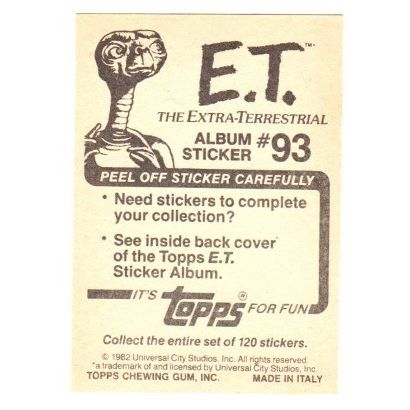 E.T.™
THE EXTRA-TERRESTRIAL
ALBUM
STICKER #93
PEEL OFF STICKER CAREFULLY
• Need stickers to complete
your collection?
• See inside back cover*
of the Topps E.T.
Sticker Album.
IT'S Topps® FOR FUN
Collect the entire set of 120 stickers.
© 1982 Universal City Studios, Inc. All rights reserved.
*a trademark of and licensed by Universal City Studios, Inc.
TOPPS CHEWING GUM, INC. MADE IN ITALY